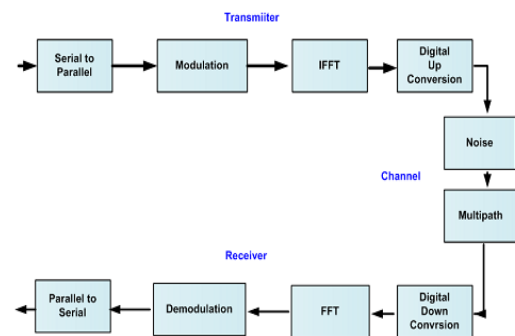 Transmiiter
Serial to
Parallel
Modulation
IFFT
Digital
Up
Conversion
Noise
Channel
Multipath
Receiver
Parallel to
Serial
Demodulation
FFT
Digital
Down
Convrsion